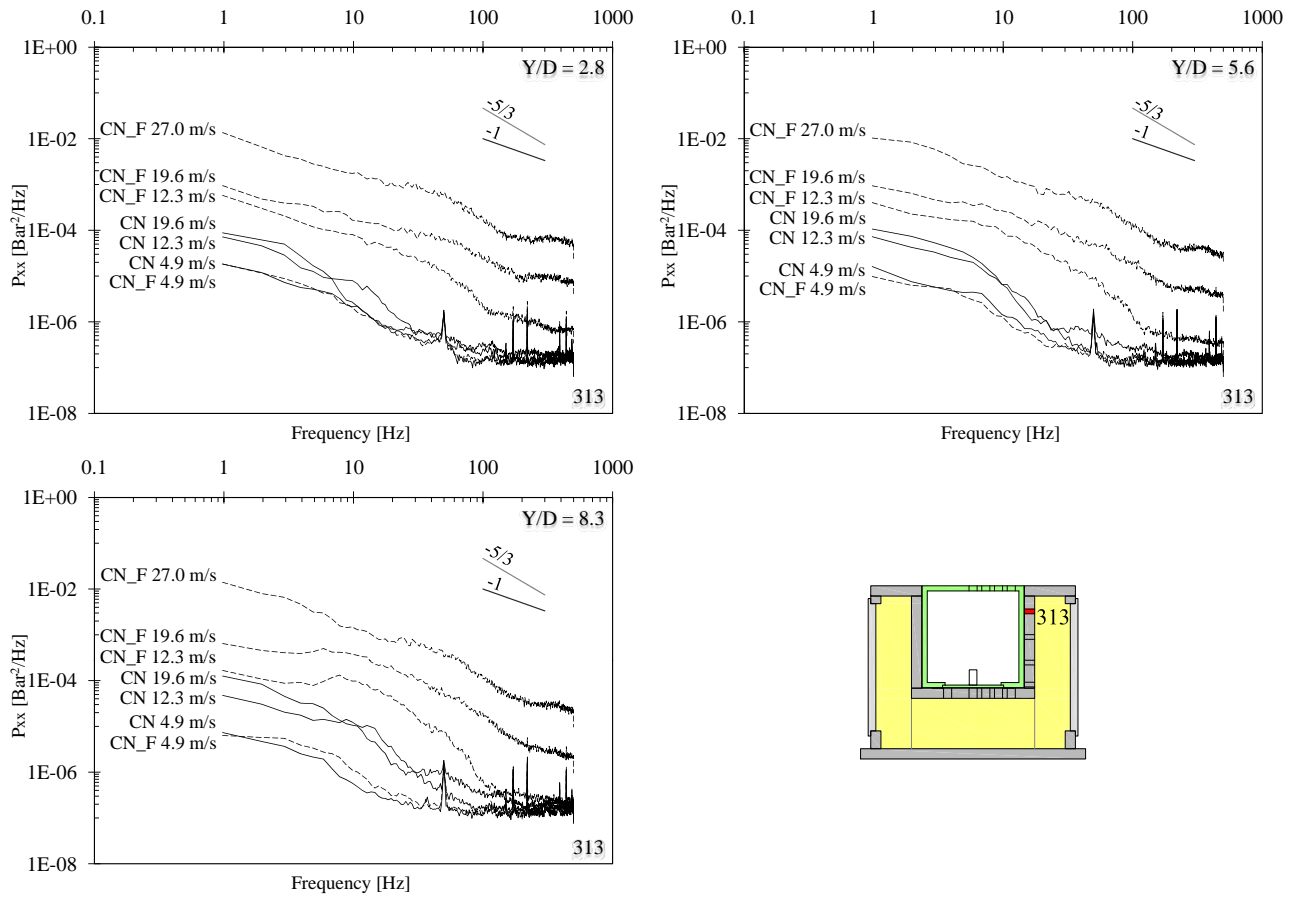 0.1 1 10 100 1000
1E+00
Y/D = 2.8
-5/3
-1
CN_F 27.0 m/s
1E-02
CN_F 19.6 m/s
CN_F 12.3 m/s
CN 19.6 m/s
1E-04
CN 12.3 m/s
CN 4.9 m/s
CN_F 4.9 m/s
1E-06
1E-08
313
Pxx [Bar²/Hz]
Frequency [Hz]
0.1 1 10 100 1000
1E+00
Y/D = 5.6
-5/3
-1
CN_F 27.0 m/s
1E-02
CN_F 19.6 m/s
CN_F 12.3 m/s
CN 19.6 m/s
1E-04
CN 12.3 m/s
CN 4.9 m/s
CN_F 4.9 m/s
1E-06
1E-08
313
Pxx [Bar²/Hz]
Frequency [Hz]
0.1 1 10 100 1000
1E+00
Y/D = 8.3
-5/3
-1
CN_F 27.0 m/s
1E-02
CN_F 19.6 m/s
CN_F 12.3 m/s
CN 19.6 m/s
1E-04
CN 12.3 m/s
CN 4.9 m/s
CN_F 4.9 m/s
1E-06
1E-08
313
Pxx [Bar²/Hz]
Frequency [Hz]
313